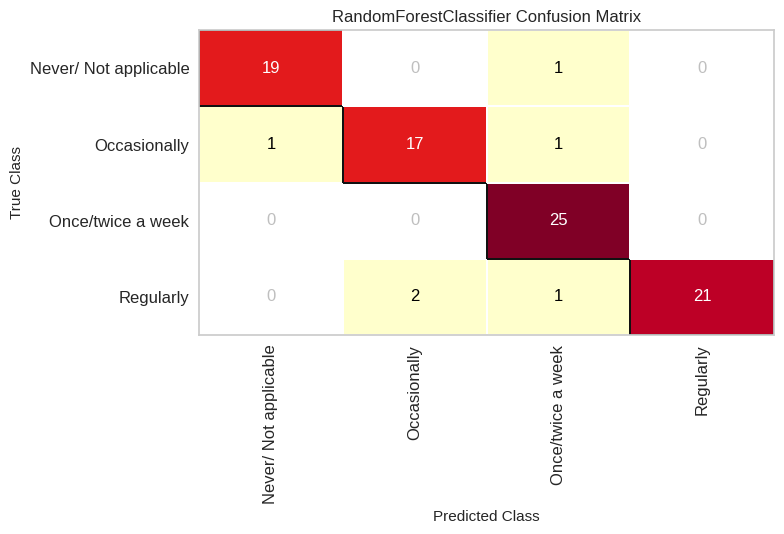 RandomForestClassifier Confusion Matrix
True Class
Never/ Not applicable 19 0 1 0
Occasionally 1 17 1 0
Once/twice a week 0 0 25 0
Regularly 0 2 1 21
Never/ Not applicable
Occasionally
Once/twice a week
Regularly
Predicted Class